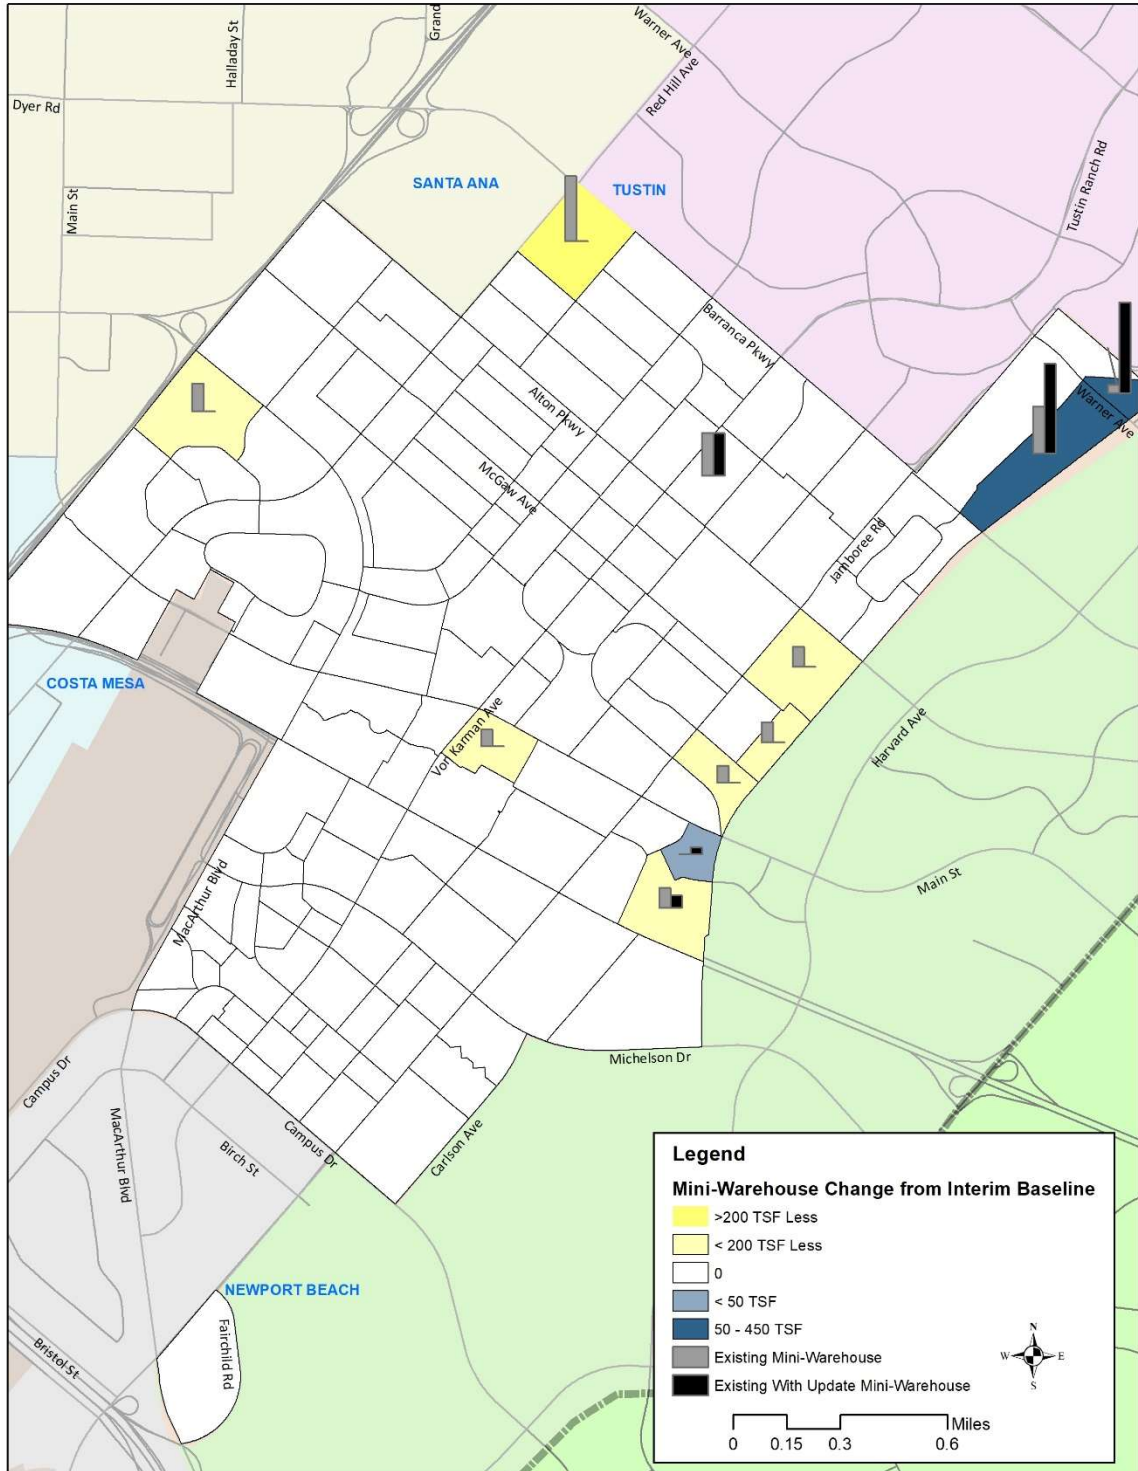 Halladay St
Grand
Warner Ave
Red Hill Ave
Dyer Rd
Main St
SANTA ANA
TUSTIN
Tustin Ranch Rd
Barranca Pkwy
Alton Pkwy
Warner Ave
McGaw Ave
Jamboree Rd
COSTA MESA
Von Karman Ave
Harvard Ave
MacArthur Blvd
Main St
Michelson Dr
Campus Dr
MacArthur Blvd
Birch St
Campus Dr
Carlson Ave
NEWPORT BEACH
Fairchild Rd
Bristol St
Legend
Mini-Warehouse Change from Interim Baseline
>200 TSF Less
< 200 TSF Less
0
< 50 TSF
50 - 450 TSF
Existing Mini-Warehouse
Existing With Update Mini-Warehouse
N
W E
S
Miles
0 0.15 0.3 0.6